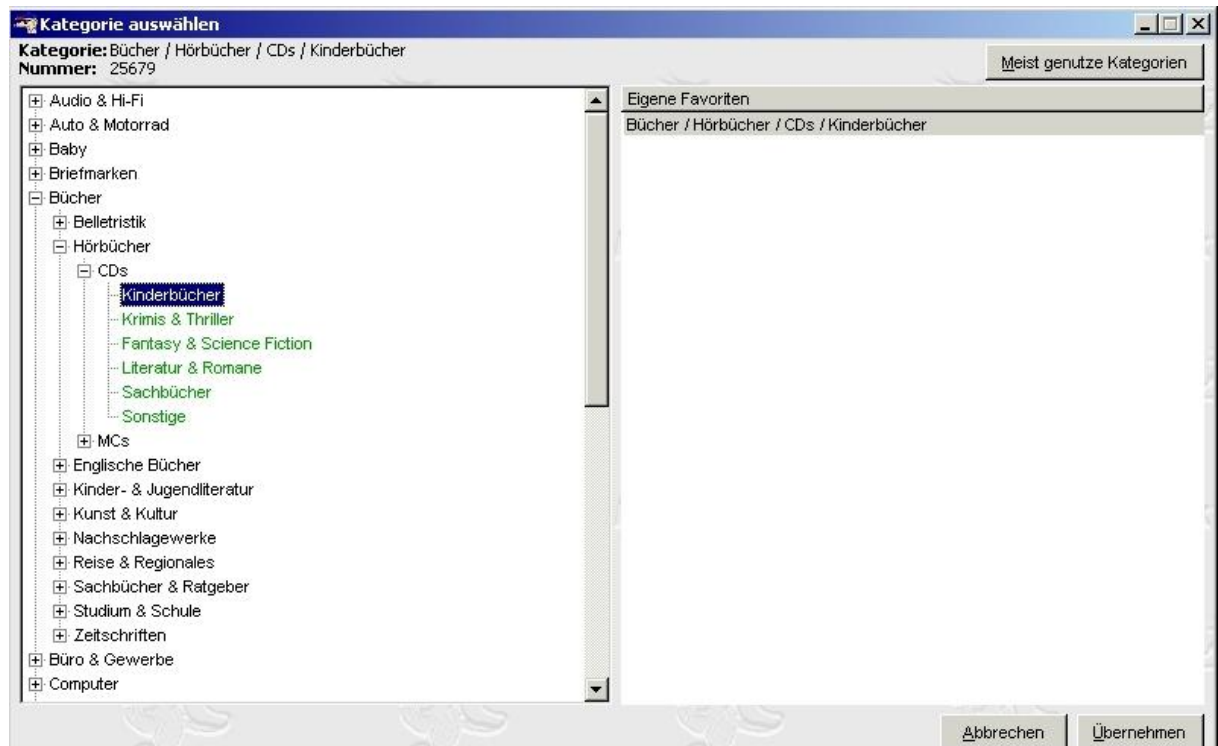 Kategorie auswählen
Kategorie: Bücher / Hörbücher / CDs / Kinderbücher
Nummer: 25679
Meist genutze Kategorien
Audio & Hi-Fi
Auto & Motorrad
Baby
Briefmarken
Bücher
Belletristik
Hörbücher
CDs
Kinderbücher
Krimis & Thriller
Fantasy & Science Fiction
Literatur & Romane
Sachbücher
Sonstige
MCs
Englische Bücher
Kinder- & Jugendliteratur
Kunst & Kultur
Nachschlagewerke
Reise & Regionales
Sachbücher & Ratgeber
Studium & Schule
Zeitschriften
Büro & Gewerbe
Computer
Eigene Favoriten
Bücher / Hörbücher / CDs / Kinderbücher
Abbrechen
Übernehmen